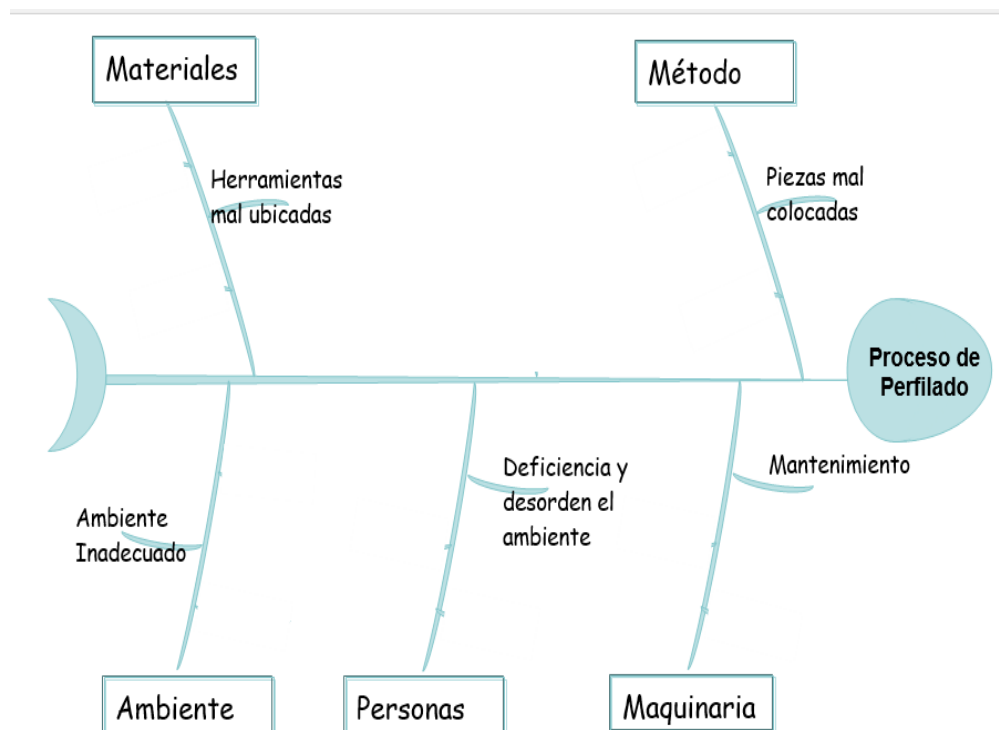 Materiales
Método
Herramientas
mal ubicadas
Piezas mal
colocadas
Proceso de
Perfilado
Ambiente
Inadecuado
Deficiencia y
desorden el
ambiente
Mantenimiento
Ambiente
Personas
Maquinaria